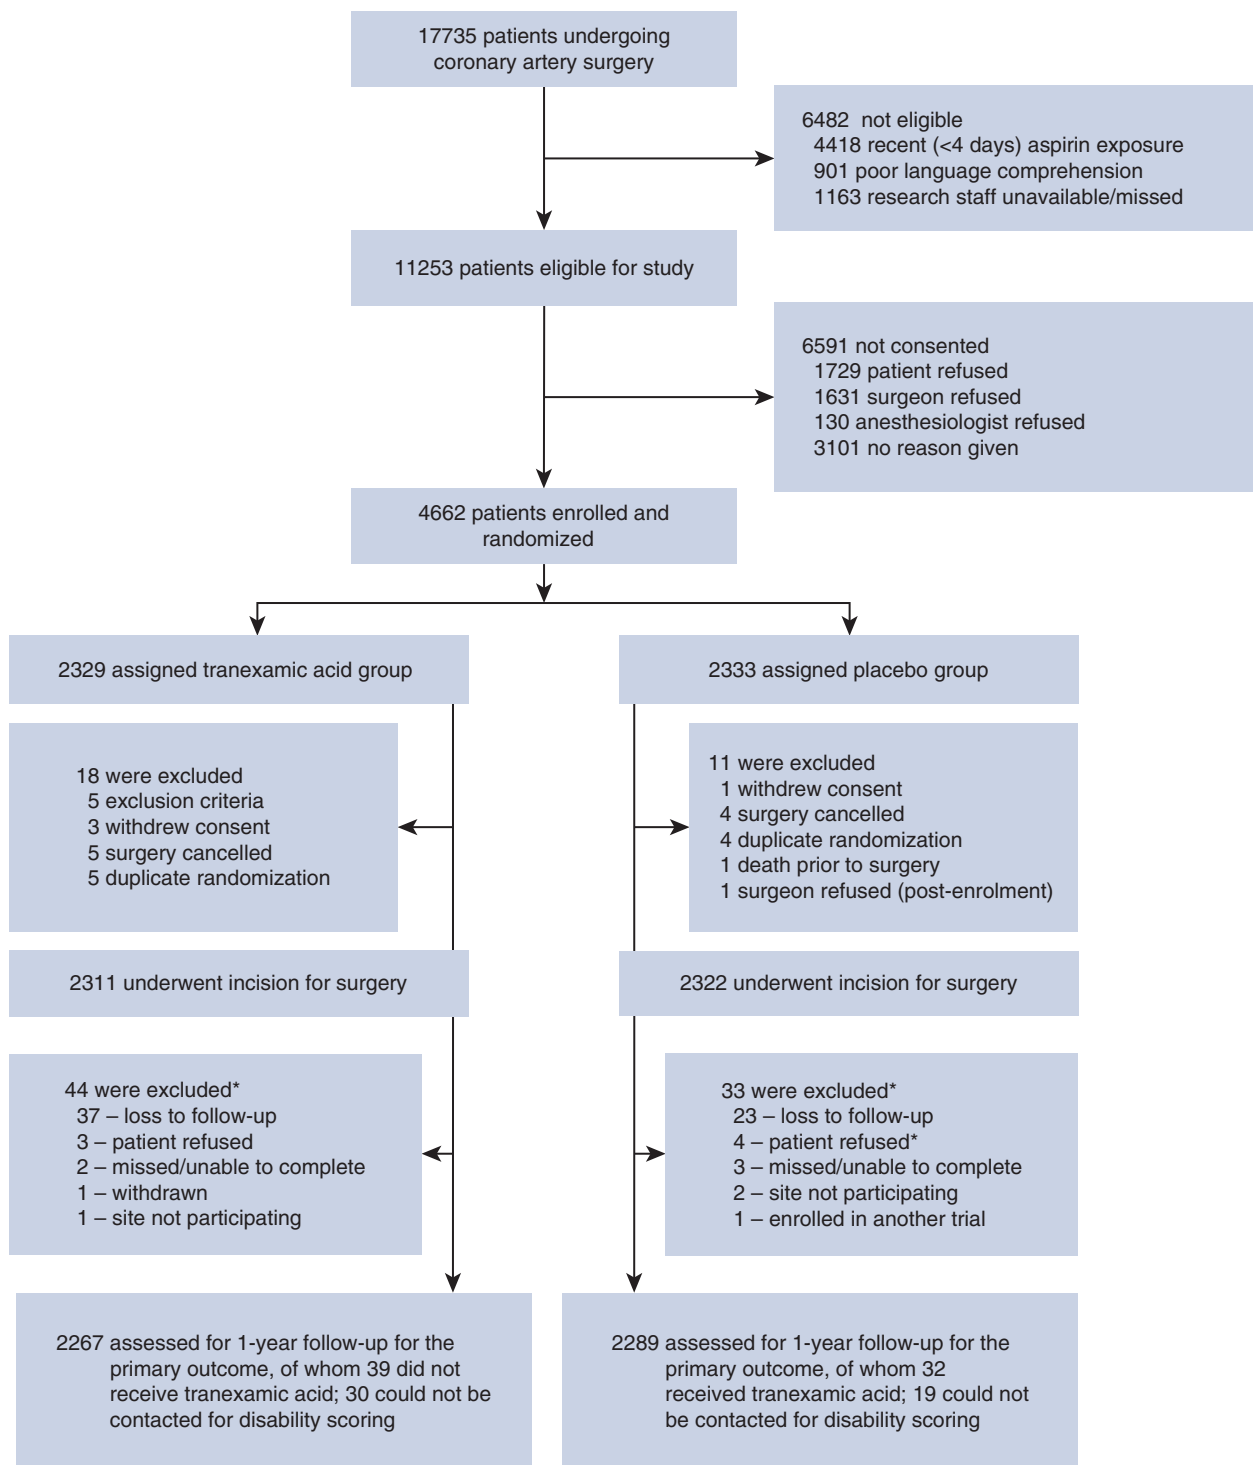 17735 patients undergoing
coronary artery surgery
6482 not eligible
4418 recent (<4 days) aspirin exposure
901 poor language comprehension
1163 research staff unavailable/missed
11253 patients eligible for study
6591 not consented
1729 patient refused
1631 surgeon refused
130 anesthesiologist refused
3101 no reason given
4662 patients enrolled and
randomized
2329 assigned tranexamic acid group
2333 assigned placebo group
18 were excluded
5 exclusion criteria
3 withdrew consent
5 surgery cancelled
5 duplicate randomization
11 were excluded
1 withdrew consent
4 surgery cancelled
4 duplicate randomization
1 death prior to surgery
1 surgeon refused (post-enrolment)
2311 underwent incision for surgery
2322 underwent incision for surgery
44 were excluded*
37 – loss to follow-up
3 – patient refused
2 – missed/unable to complete
1 – withdrawn
1 – site not participating
33 were excluded*
23 – loss to follow-up
4 – patient refused*
3 – missed/unable to complete
2 – site not participating
1 – enrolled in another trial
2267 assessed for 1-year follow-up for the
primary outcome, of whom 39 did not
receive tranexamic acid; 30 could not be
contacted for disability scoring
2289 assessed for 1-year follow-up for the
primary outcome, of whom 32
received tranexamic acid; 19 could not
be contacted for disability scoring